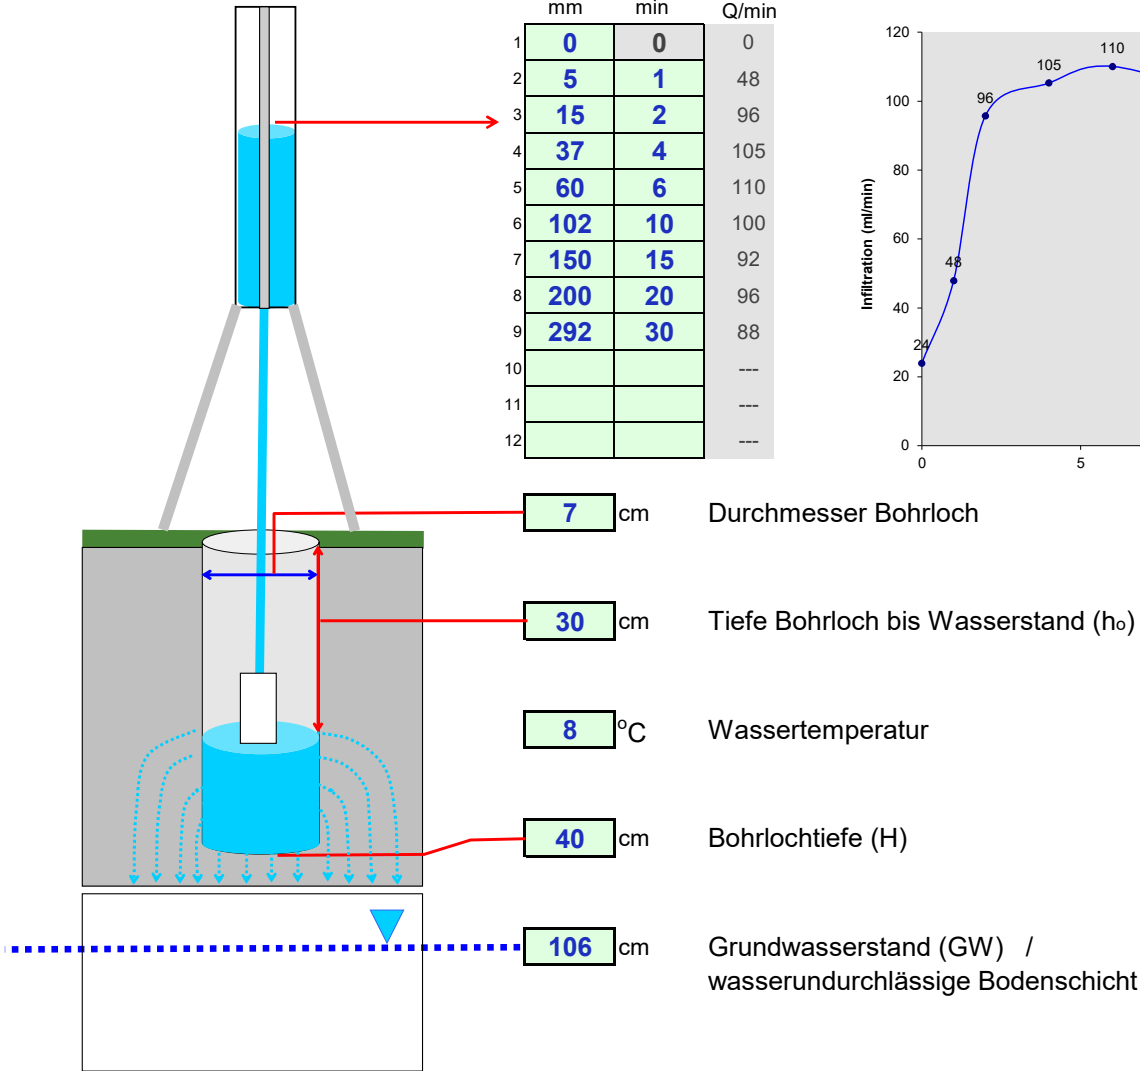 mm min Q/min
1 0 0 0
2 5 1 48
3 15 2 96
4 37 4 105
5 60 6 110
6 102 10 100
7 150 15 92
8 200 20 96
9 292 30 88
10 ---
11 ---
12 ---
120
100
80
60
40
20
0
0 5
Infiltration (ml/min)
24
48
96
105
110
7 cm Durchmesser Bohrloch
30 cm Tiefe Bohrloch bis Wasserstand (ho)
8 °C Wassertemperatur
40 cm Bohrlochtiefe (H)
106 cm Grundwasserstand (GW) /
wasserundurchlässige Bodenschicht